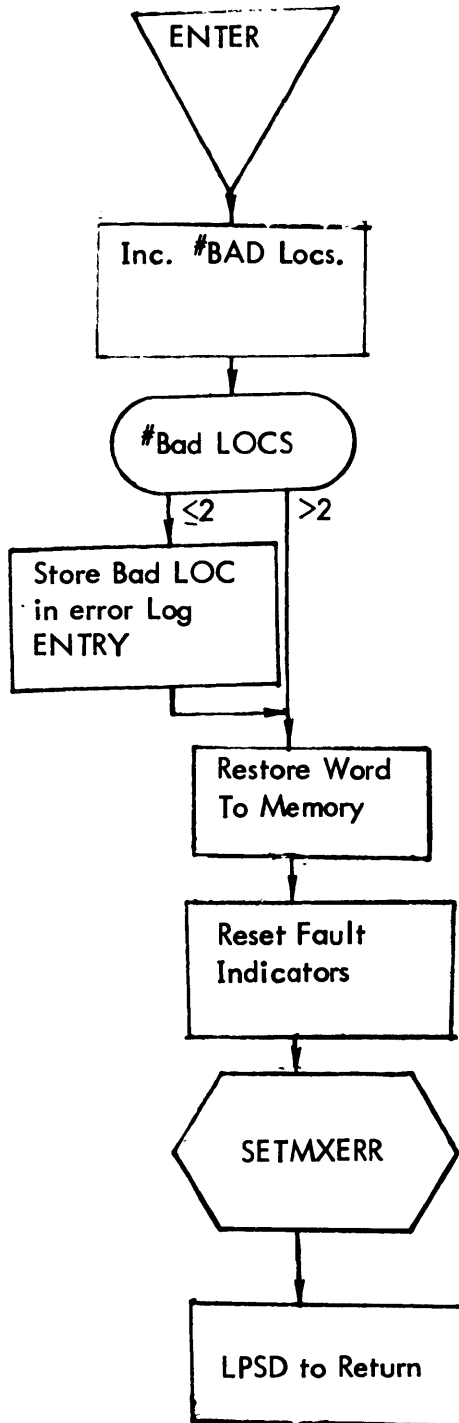 ENTER
Inc. #BAD Locs.
#Bad LOCS
≤2 >2
Store Bad LOC
in error Log
ENTRY
Restore Word
To Memory
Reset Fault
Indicators
SETMXERR
LPSD to Return